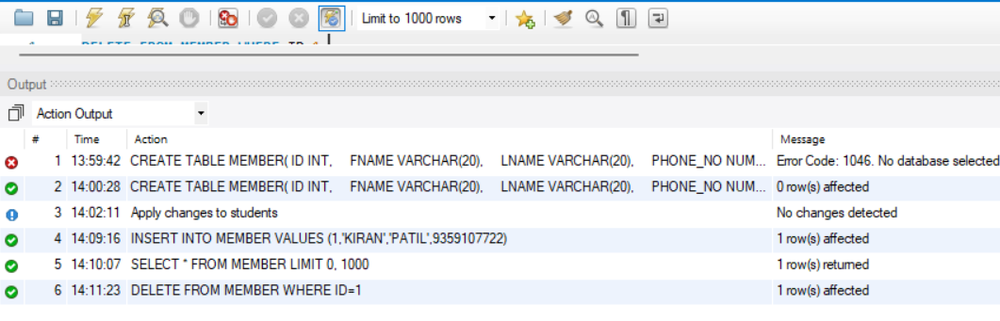 Limit to 1000 rows
DELETE FROM MEMBER WHERE ID
Output
Action Output
# Time Action Message
1 13:59:42 CREATE TABLE MEMBER( ID INT, FNAME VARCHAR(20), LNAME VARCHAR(20), PHONE_NO NUM... Error Code: 1046. No database selected
2 14:00:28 CREATE TABLE MEMBER( ID INT, FNAME VARCHAR(20), LNAME VARCHAR(20), PHONE_NO NUM... 0 row(s) affected
3 14:02:11 Apply changes to students No changes detected
4 14:09:16 INSERT INTO MEMBER VALUES (1,'KIRAN','PATIL',9359107722) 1 row(s) affected
5 14:10:07 SELECT * FROM MEMBER LIMIT 0, 1000 1 row(s) returned
6 14:11:23 DELETE FROM MEMBER WHERE ID=1 1 row(s) affected